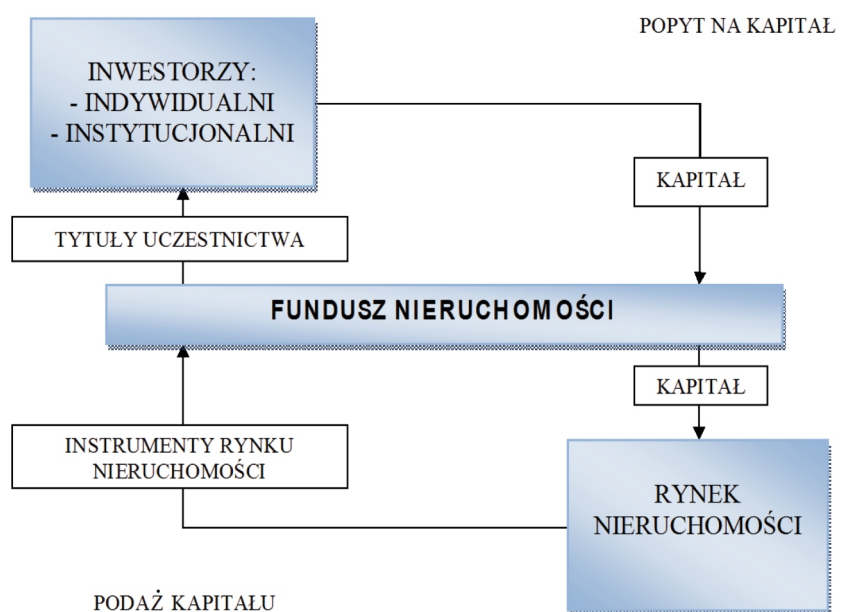 POPYT NA KAPITAŁ
INWESTORZY:
- INDYWIDUALNI
- INSTYTUCJONALNI
KAPITAŁ
TYTUŁY UCZESTNICTWA
FUNDUSZ NIERUCHOMOŚCI
KAPITAŁ
INSTRUMENTY RYNKU
NIERUCHOMOŚCI
RYNEK
NIERUCHOMOŚCI
PODAŻ KAPITAŁU